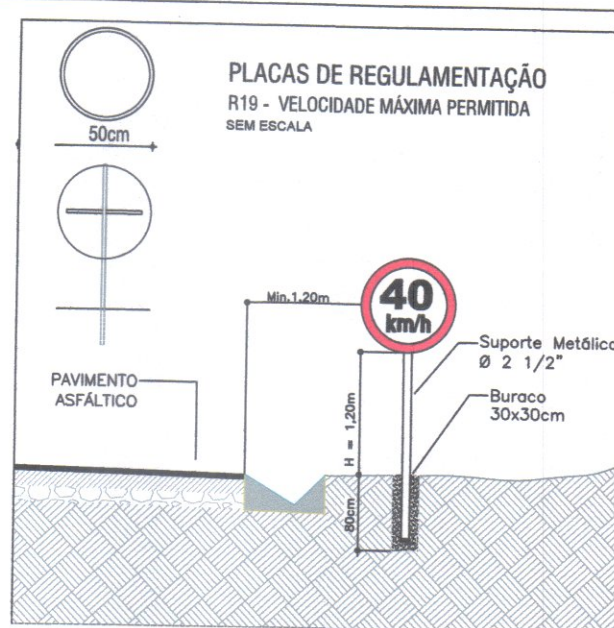 PLACAS DE REGULAMENTAÇÃO
R19 - VELOCIDADE MÁXIMA PERMITIDA
SEM ESCALA
50cm
Min.1.20m
40
km/h
Suporte Metálico
Ø 2 1/2"
PAVIMENTO
ASFÁLTICO
Buraco
30x30cm
H = 1,20m
80cm